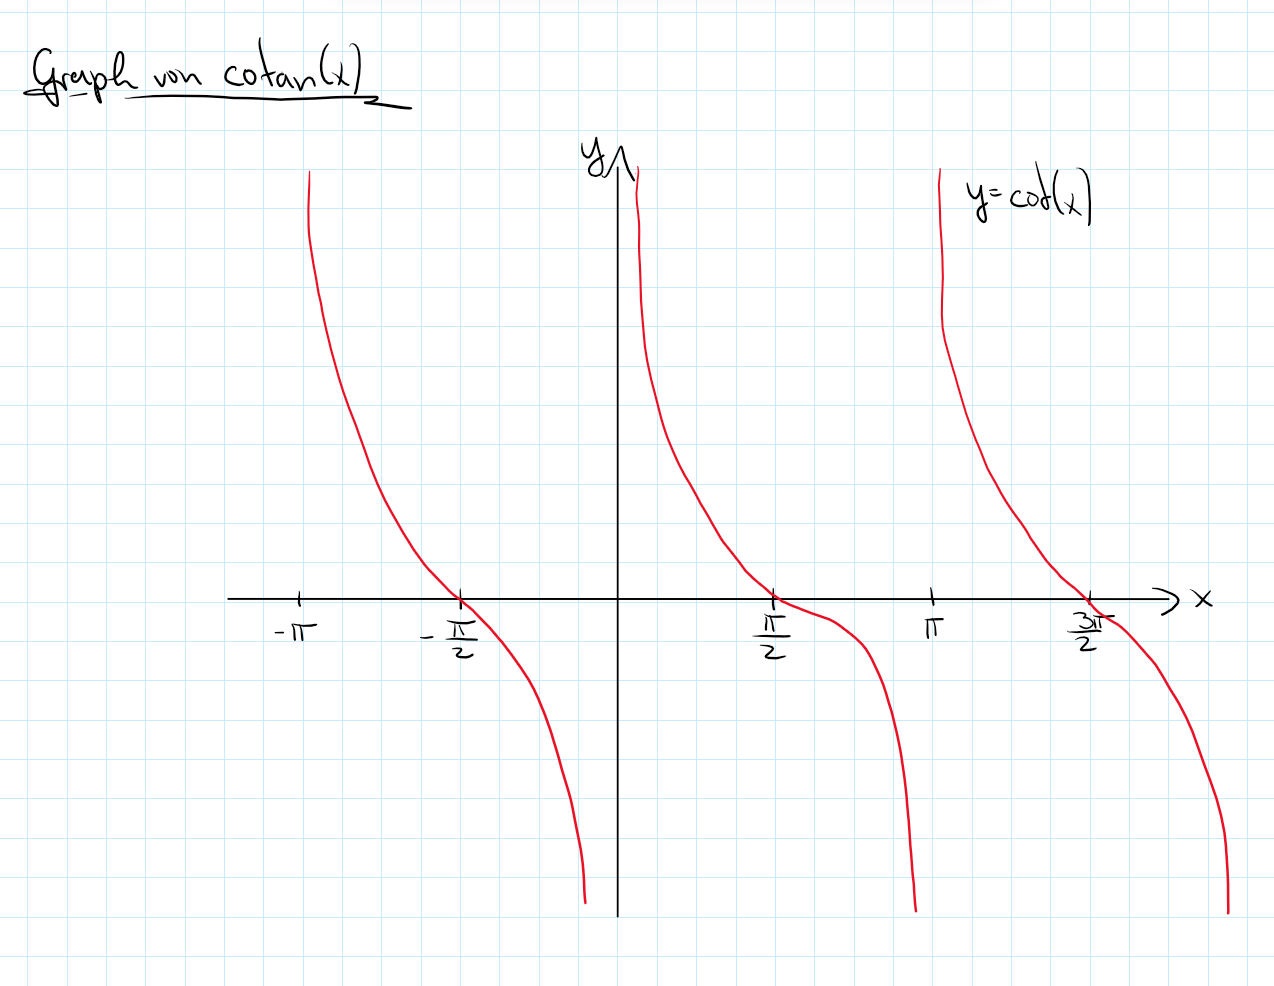 Graph von cotan(x)
y
y=cot(x)
x
-π
-π/2
π/2
π
3π/2